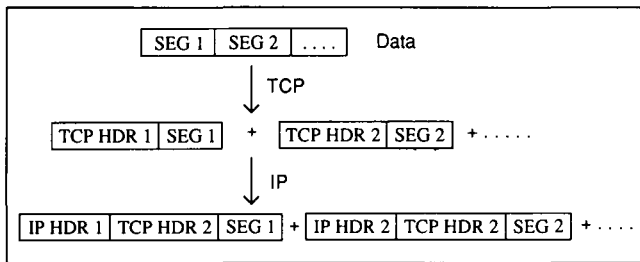 SEG 1 SEG 2 .... Data
TCP
TCP HDR 1 SEG 1 + TCP HDR 2 SEG 2 + .....
IP
IP HDR 1 TCP HDR 2 SEG 1 + IP HDR 2 TCP HDR 2 SEG 2 + ....